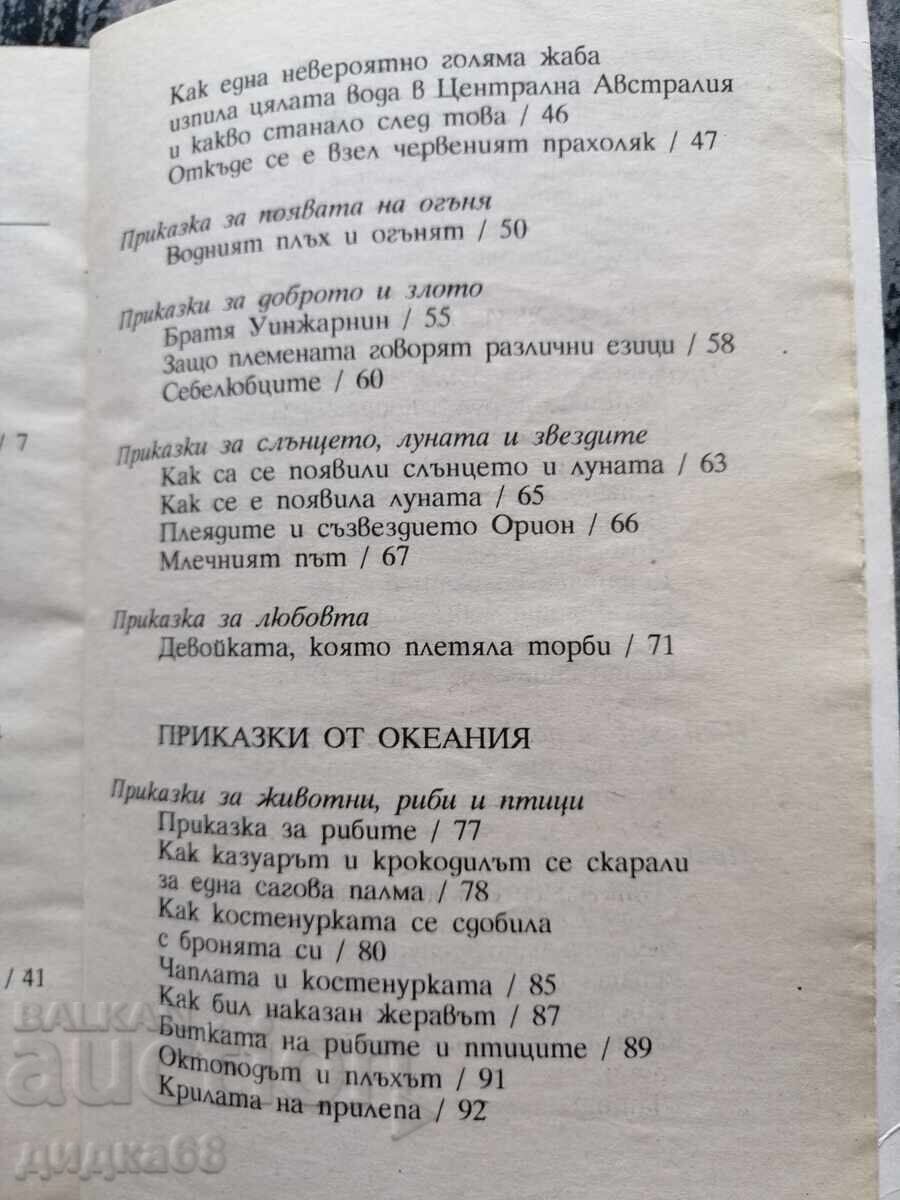 Как една невероятно голяма жаба
изпила цялата вода в Централна Австралия
и какво станало след това / 46
Откъде се е взел червеният прахоляк / 47
Приказка за появата на огъня
Водният плъх и огънят / 50
Приказки за доброто и злото
Братя Уинжарнин / 55
Защо племената говорят различни езици / 58
Себелюбците / 60
/ 7
Приказки за слънцето, луната и звездите
Как са се появили слънцето и луната / 63
Как се е появила луната / 65
Плеядите и съзвездието Орион / 66
Млечният път / 67
Приказка за любовта
Девойката, която плетяла торби / 71
ПРИКАЗКИ ОТ ОКЕАНИЯ
Приказки за животни, риби и птици
Приказка за рибите / 77
Как казуарът и крокодилът се скарали
за една сагова палма / 78
Как костенурката се сдобила
с бронята си / 80
/ 41
Чаплата и костенурката / 85
Как бил наказан жеравът / 87
Битката на рибите и птиците / 89
Октоподът и плъхът / 91
Крилата на прилепа / 92
BALKAN
auction
дидка68